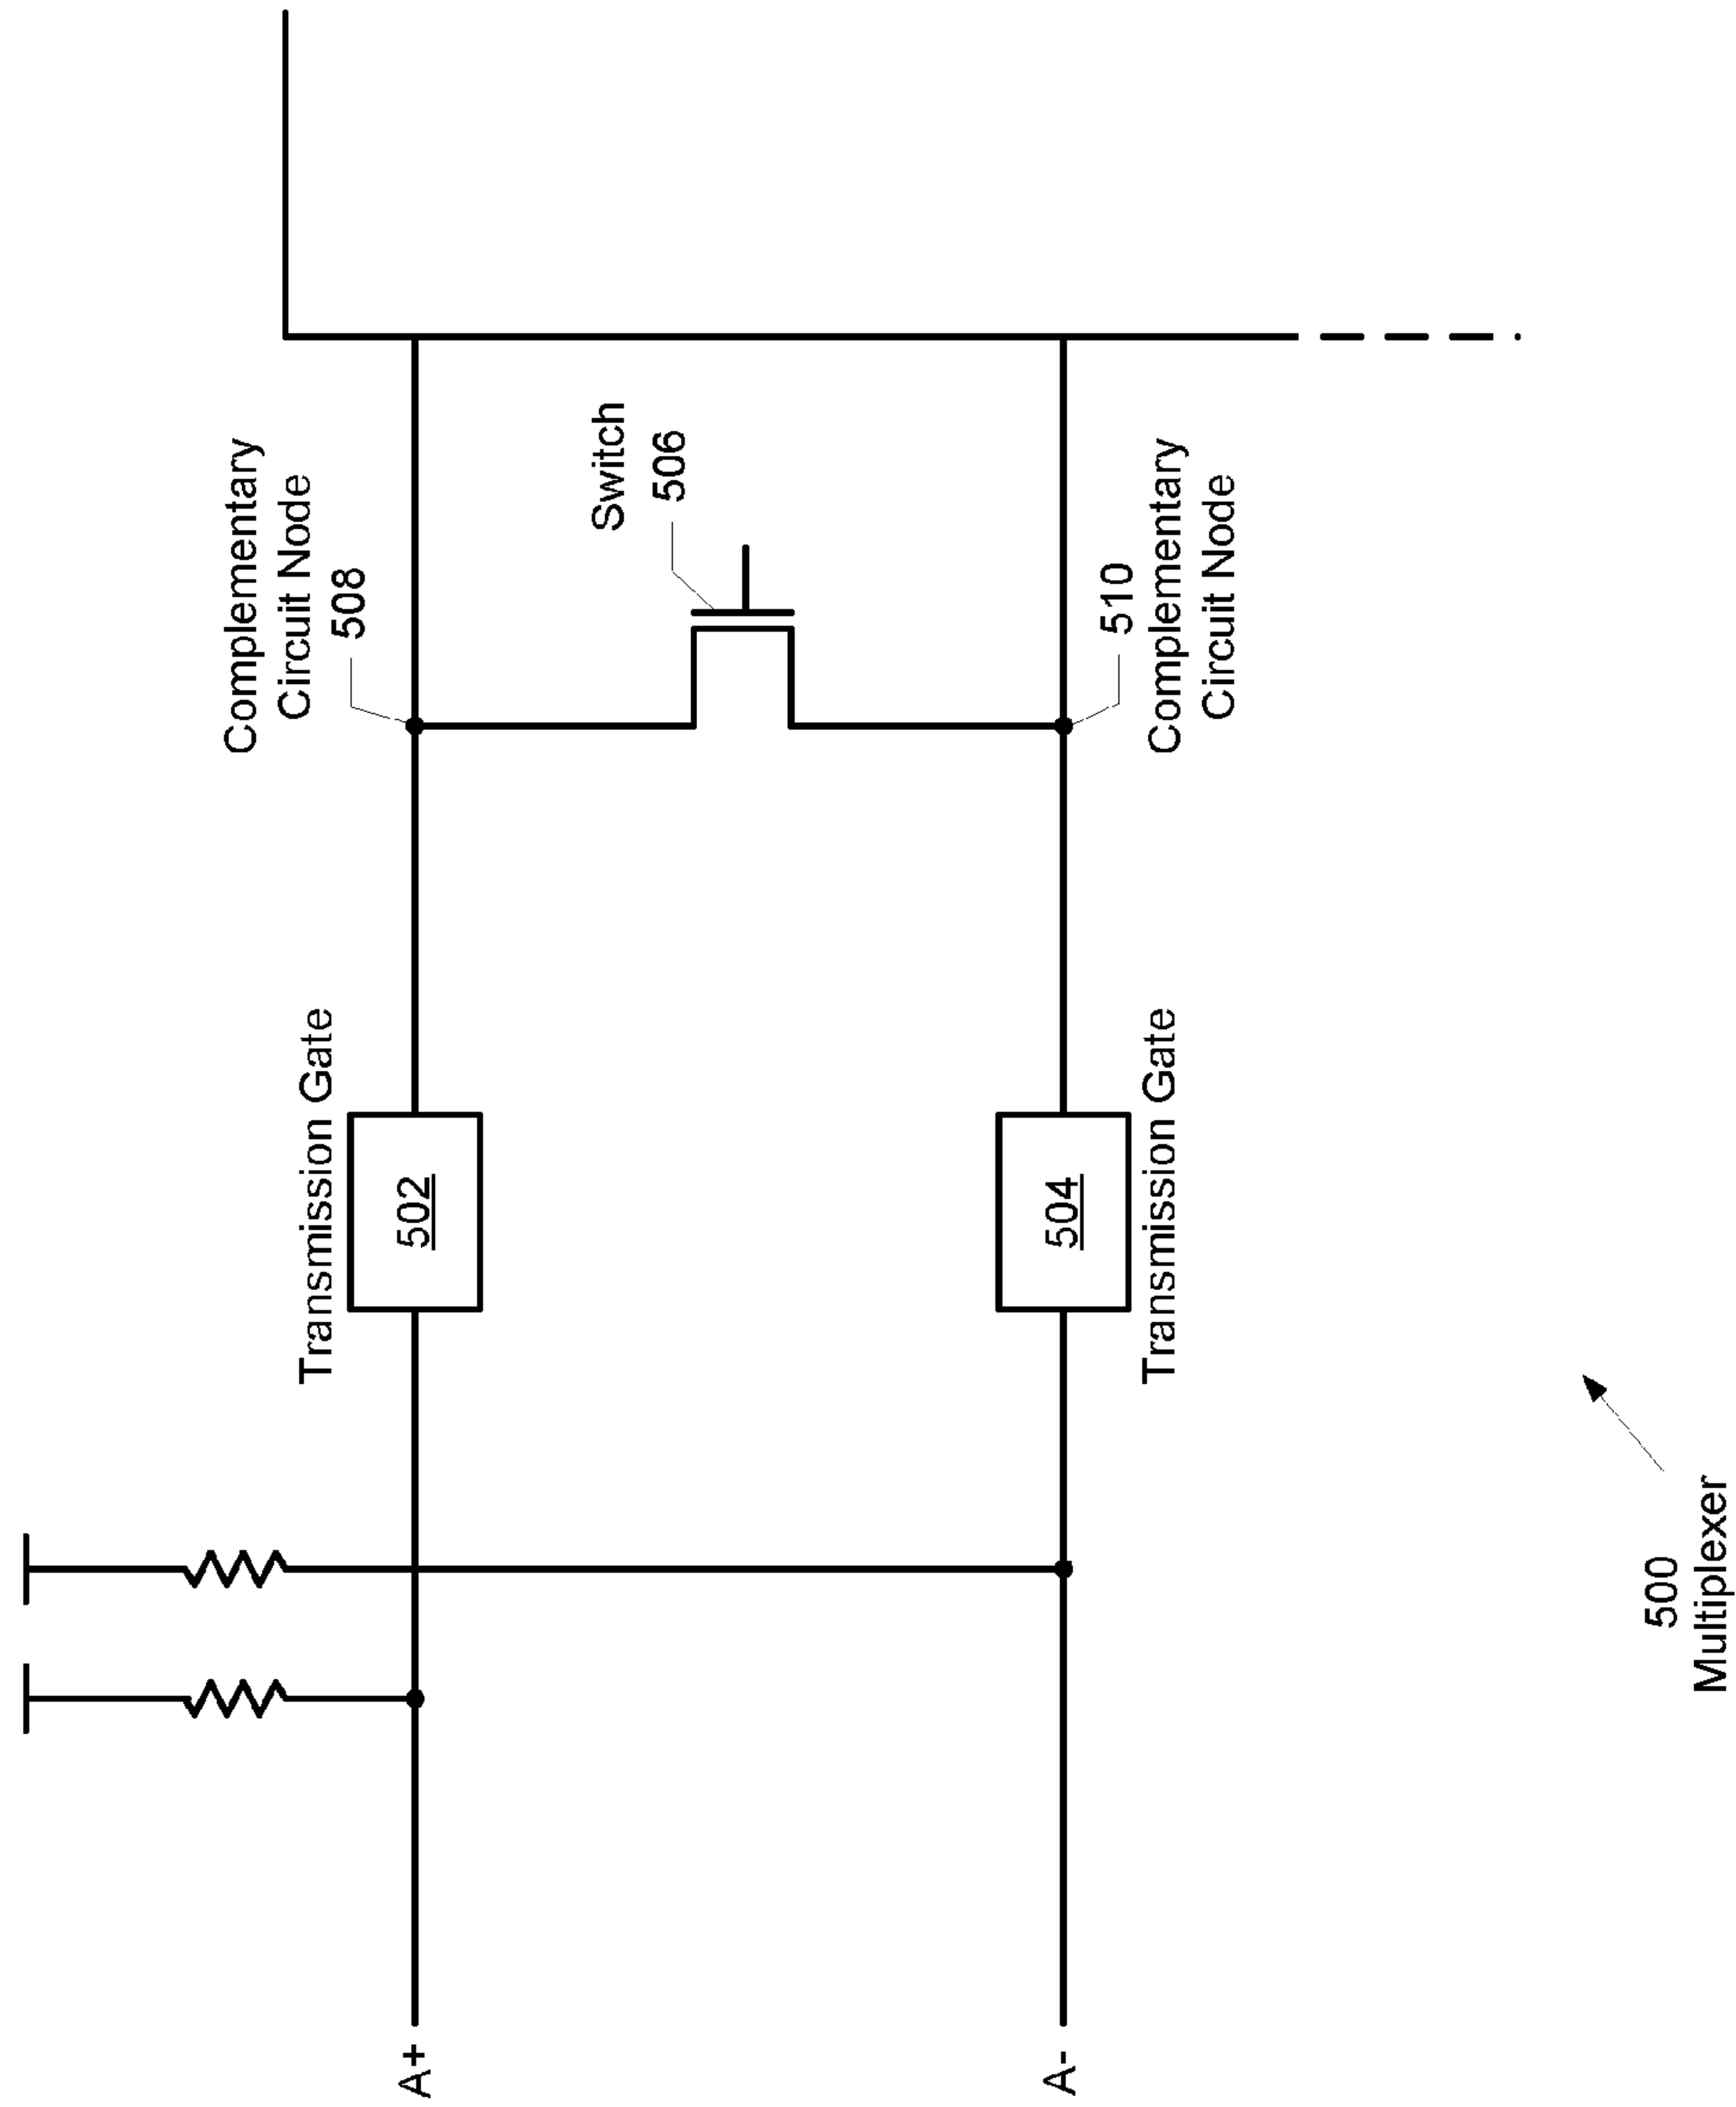 A+
Transmission Gate
502
Complementary
Circuit Node
508
Switch
506
A-
504
Transmission Gate
510
Complementary
Circuit Node
500
Multiplexer